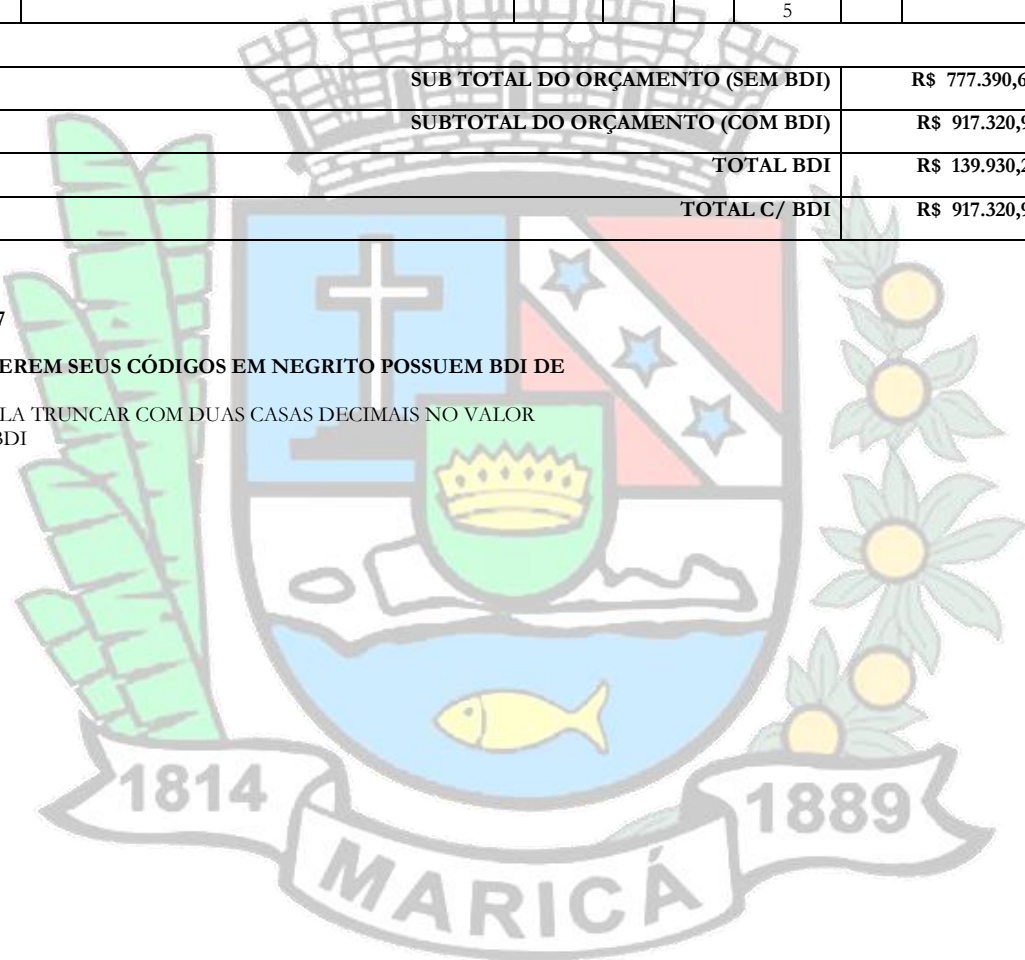 5
SUB TOTAL DO ORÇAMENTO (SEM BDI) R$ 777.390,6
SUBTOTAL DO ORÇAMENTO (COM BDI) R$ 917.320,9
TOTAL BDI R$ 139.930,2
TOTAL C/ BDI R$ 917.320,9
7
EREM SEUS CÓDIGOS EM NEGRITO POSSUEM BDI DE
LA TRUNCAR COM DUAS CASAS DECIMAIS NO VALOR
BDI
1814
1889
MARICÁ